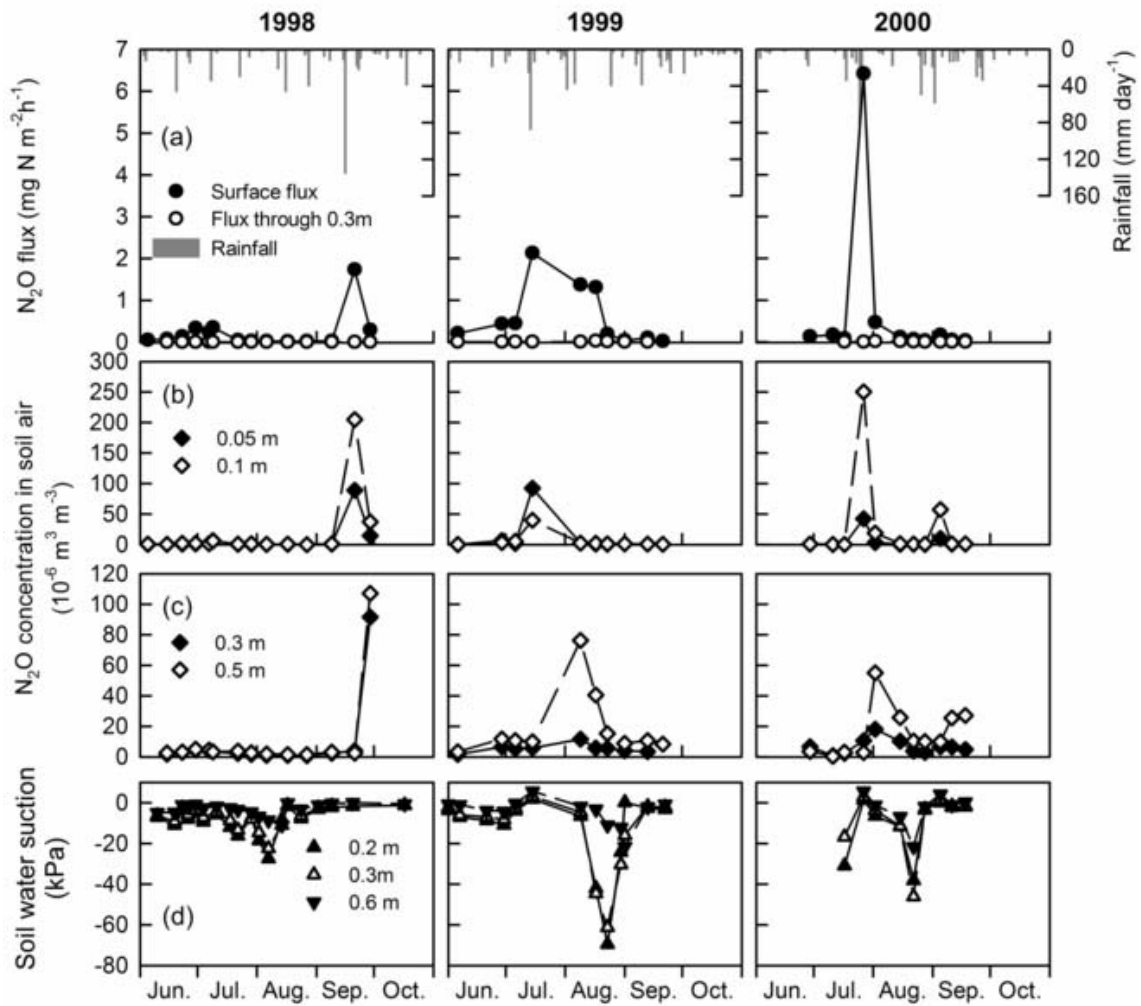 1998 1999 2000
7 0
6 40
5 80
4 120
3 160
2
1
0
N₂O flux (mg N m⁻²h⁻¹)
Rainfall (mm day⁻¹)
(a)
Surface flux
Flux through 0.3m
Rainfall
300
250
200
150
100
50
0
(b)
0.05 m
0.1 m
N₂O concentration in soil air
(10⁻⁶ m³ m⁻³)
120
100
80
60
40
20
0
(c)
0.3 m
0.5 m
0
-20
-40
-60
-80
Soil water suction
(kPa)
0.2 m
0.3m
0.6 m
(d)
Jun. Jul. Aug. Sep. Oct. Jun. Jul. Aug. Sep. Oct. Jun. Jul. Aug. Sep. Oct.